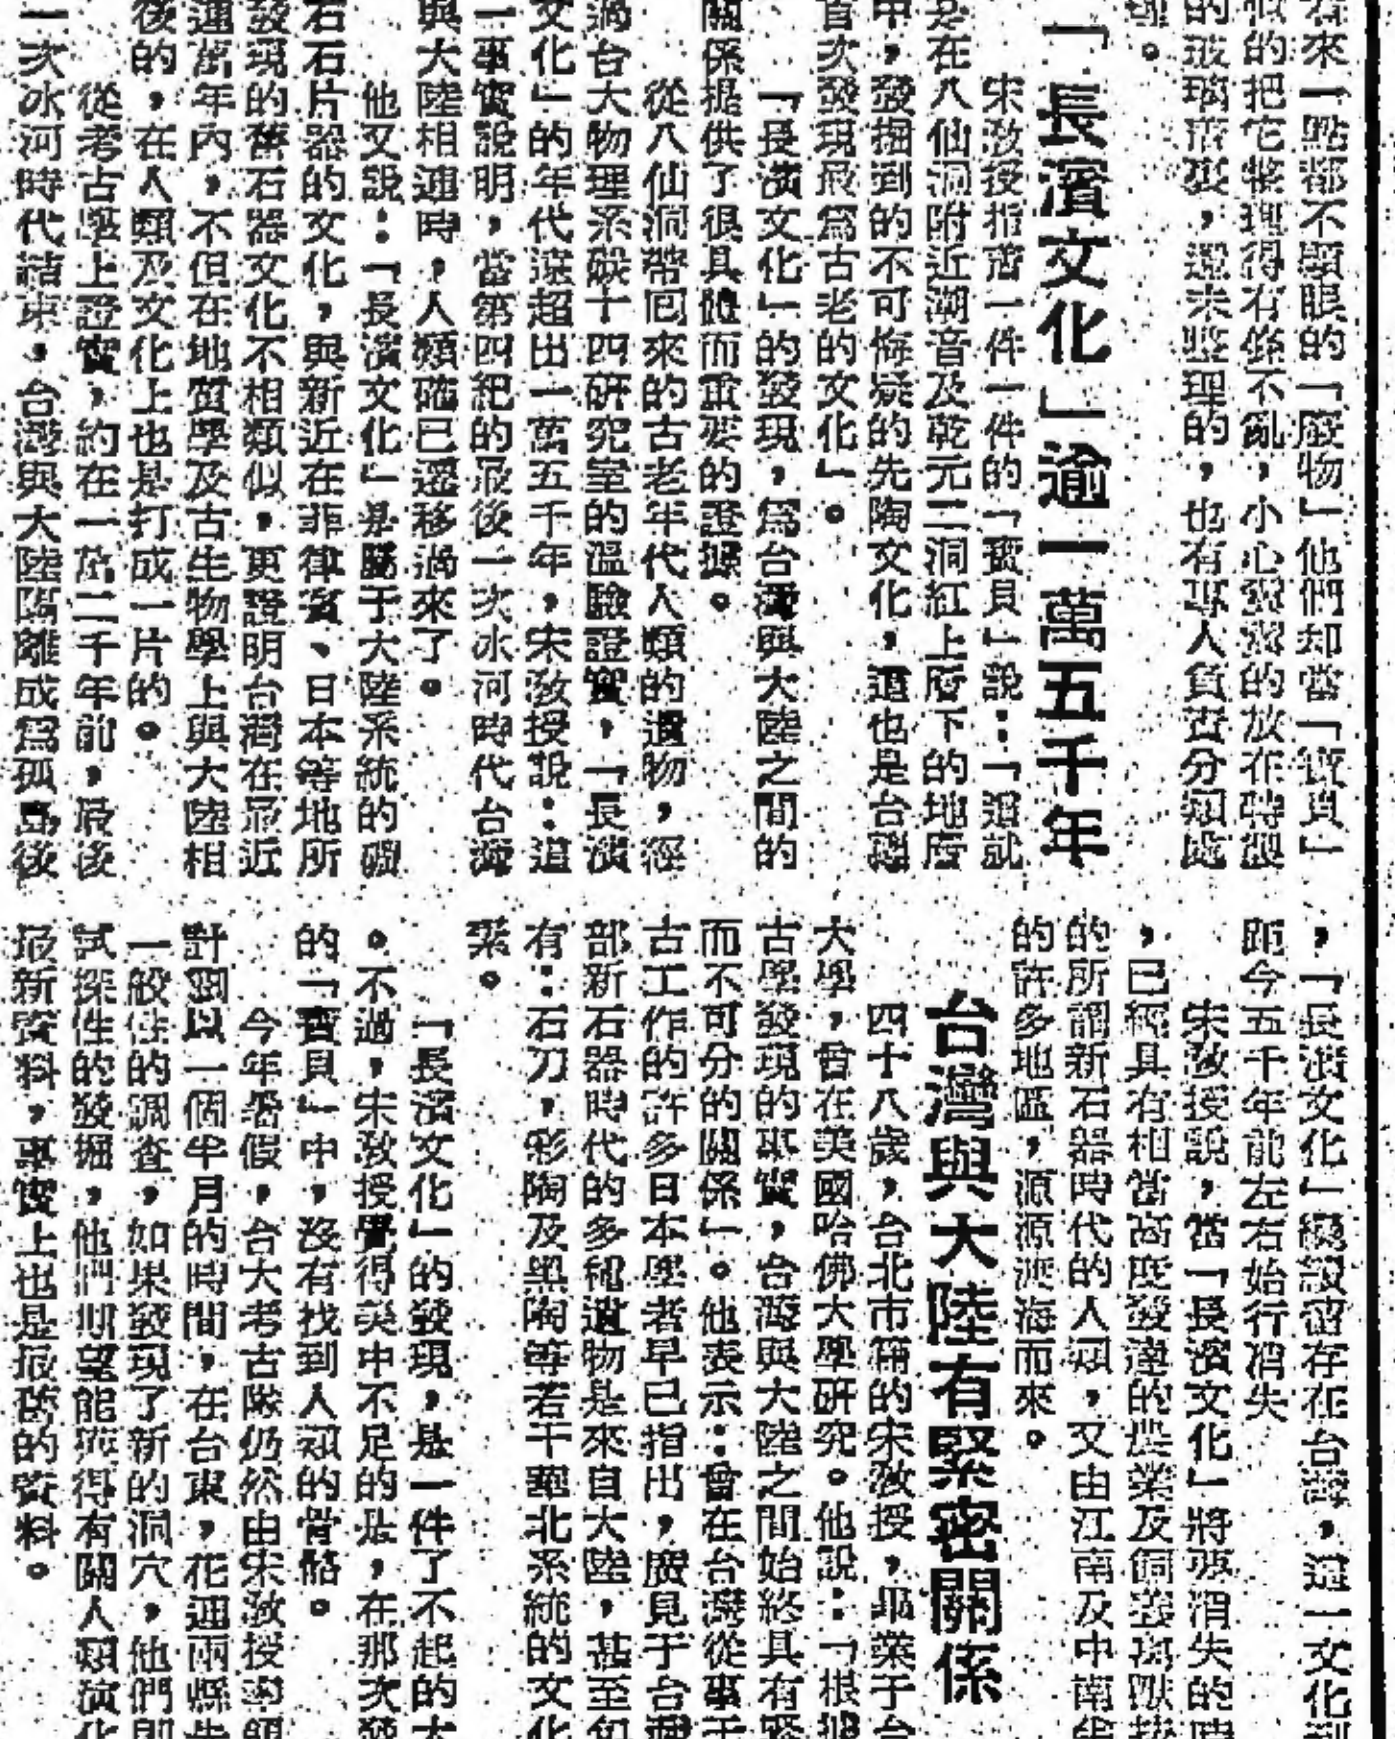 來一點都不顯眼的「廢物」他們却當「寶貝」
的把它整理得有條不亂，小心翼翼的放在特製
的玻璃櫃裏，還未整理的，也有專人負責分類處
理。
「長濱文化」逾一萬五千年
宋教授指着一件一件的「寶貝」說：「這就
是在八仙洞附近潮音及乾元二洞紅土層下的地層
中，發掘到的不可侮疑的先陶文化，這也是台灣
首次發現最爲古老的文化」。
「長濱文化」的發現，爲台灣與大陸之間的
關係提供了很具體而重要的證據。
從八仙洞帶回來的古老年代人類的遺物，經
過台大物理系碳十四研究室的溫驗證實，「長濱
文化」的年代遠超出一萬五千年，宋教授說：這
一事實說明，當第四紀的最後一次冰河時代台灣
與大陸相連時，人類確已遷移過來了。
他又說：「長濱文化」是屬于大陸系統的礫
石石片器的文化，與新近在菲律賓、日本等地所
發現的舊石器文化不相類似，更證明台灣在最近
萬年內，不但在地質學及古生物學上與大陸相
連的，在人類及文化上也是打成一片的。
從考古學上證實，約在一萬二千年前，最後
一次冰河時代結束，台灣與大陸隔離成爲孤島後
，「長濱文化」繼續留存在台灣，這一文化到
距今五千年前左右始行消失
宋教授說，當「長濱文化」將要消失的時
，已經具有相當高度發達的農業及飼養
的所謂新石器時代的人類，又由江南及中南半
的許多地區，源源渡海而來。
台灣與大陸有緊密關係
四十八歲，台北市籍的宋教授，畢業于台
大學，曾在美國哈佛大學研究。他說：「根據
古學發現的事實，台灣與大陸之間始終具有緊
而不可分的關係」。他表示：曾在台灣從事于
古工作的許多日本學者早已指出，廣見于台灣
部新石器時代的多種遺物是來自大陸，甚至包
有：石刀，彩陶及黑陶等若干華北系統的文化
素。
「長濱文化」的發現，是一件了不起的大
。不過，宋教授覺得美中不足的是，在那次發
的「寶貝」中，沒有找到人類的骨骼。
今年暑假，台大考古隊仍然由宋教授率領
計劃以一個半月的時間，在台東，花蓮兩縣先
一般性的調查，如果發現了新的洞穴，他們則
試探性的發掘，他們期望能獲得有關人類演化
最新資料，事實上也是最舊的資料。